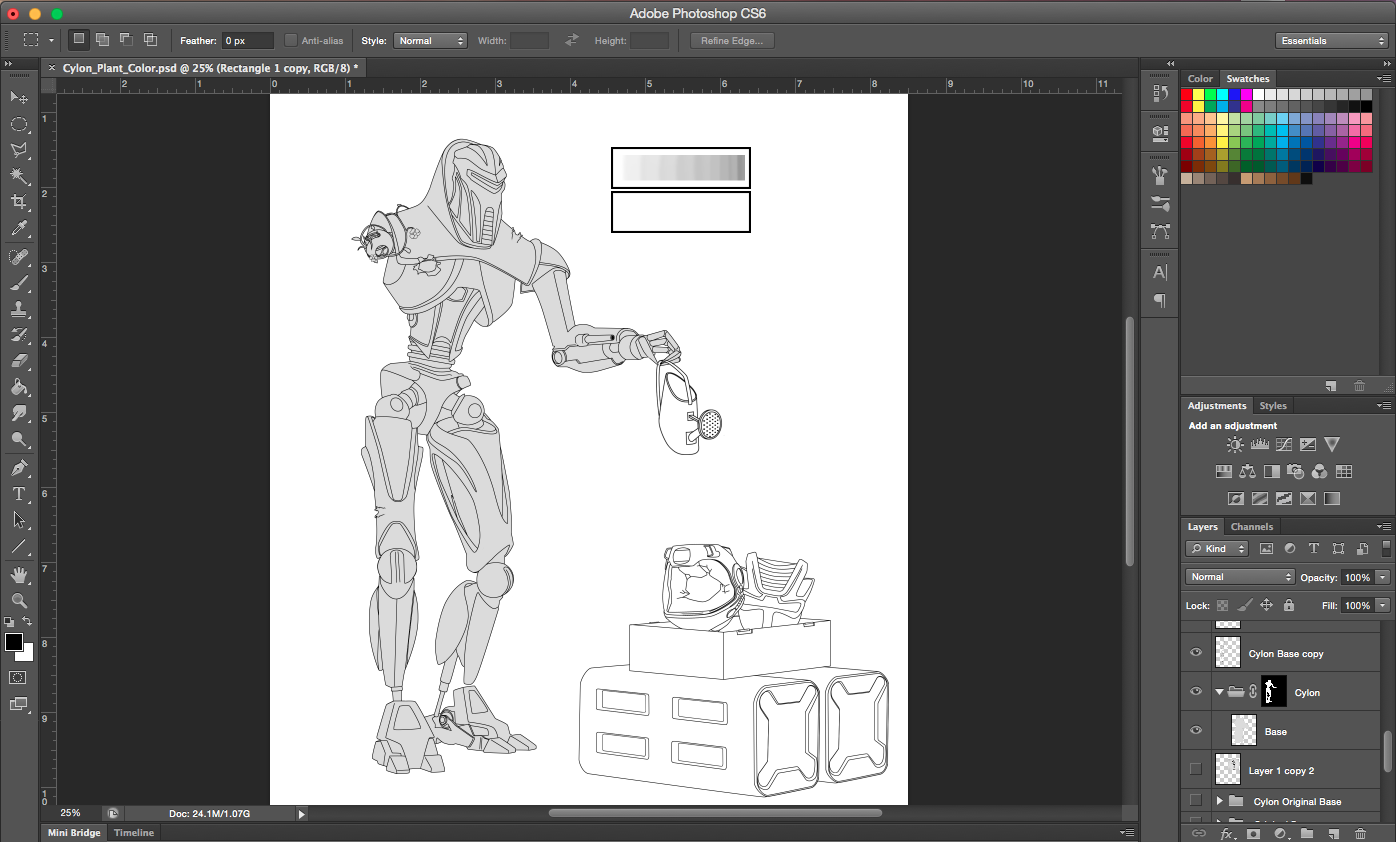 Adobe Photoshop CS6
Feather: 0 px Anti-alias Style: Normal Width: Height: Refine Edge... Essentials
× Cylon_Plant_Color.psd @ 25% (Rectangle 1 copy, RGB/8) *
2 1 0 1 2 3 4 5 6 7 8 9 10 11
1
2
3
4
5
6
7
8
9
10
Color Swatches
Adjustments Styles
Add an adjustment
Layers Channels
Kind
Normal Opacity: 100%
Lock: Fill: 100%
Cylon Base copy
Cylon
Base
Layer 1 copy 2
Cylon Original Base
25% Doc: 24.1M/1.07G
Mini Bridge Timeline